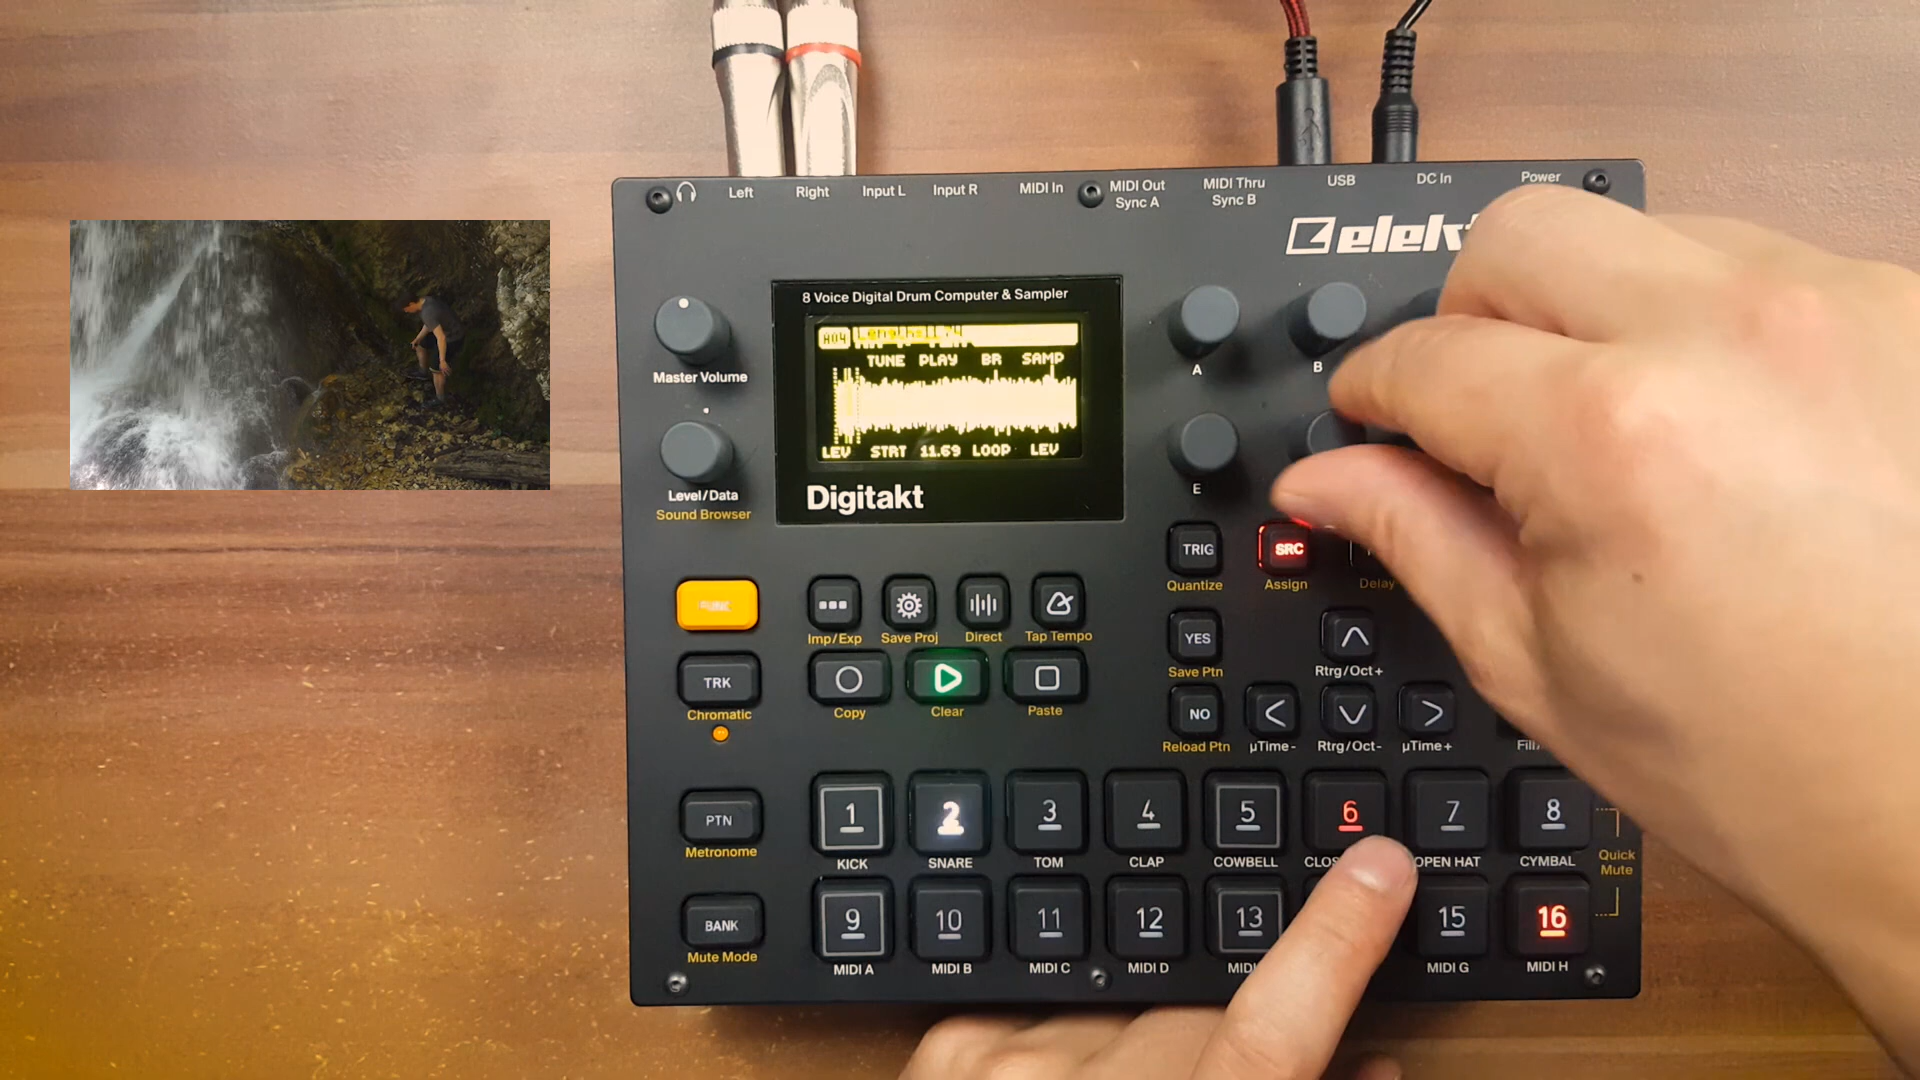 Left
Right
Input L
Input R
MIDI In
MIDI Out
Sync A
MIDI Thru
Sync B
USB
DC In
Power
8 Voice Digital Drum Computer & Sampler
A04
TUNE PLAY BR SAMP
LEV STRT 11.69 LOOP LEV
Digitakt
Master Volume
Level/Data
Sound Browser
A
B
E
TRIG
SRC
Quantize
Assign
Delay
FUNC
Imp/Exp
Save Proj
Direct
Tap Tempo
YES
Save Ptn
Rtrg/Oct+
TRK
Chromatic
Copy
Clear
Paste
NO
Reload Ptn
µTime-
Rtrg/Oct-
µTime+
PTN
Metronome
1
2
3
4
5
6
7
8
KICK
SNARE
TOM
CLAP
COWBELL
OPEN HAT
CYMBAL
Quick
Mute
BANK
Mute Mode
9
10
11
12
13
15
16
MIDI A
MIDI B
MIDI C
MIDI D
MIDI G
MIDI H